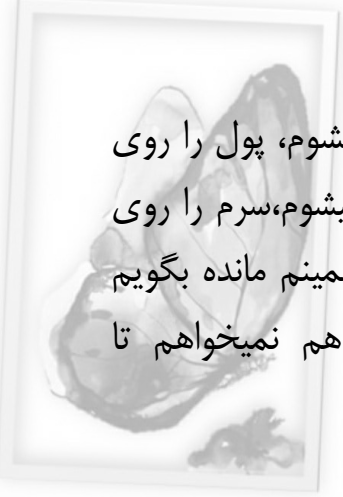 شوم، پول را روی
بشوم،سرم را روی
همینم مانده بگویم
هم نمیخواهم تا